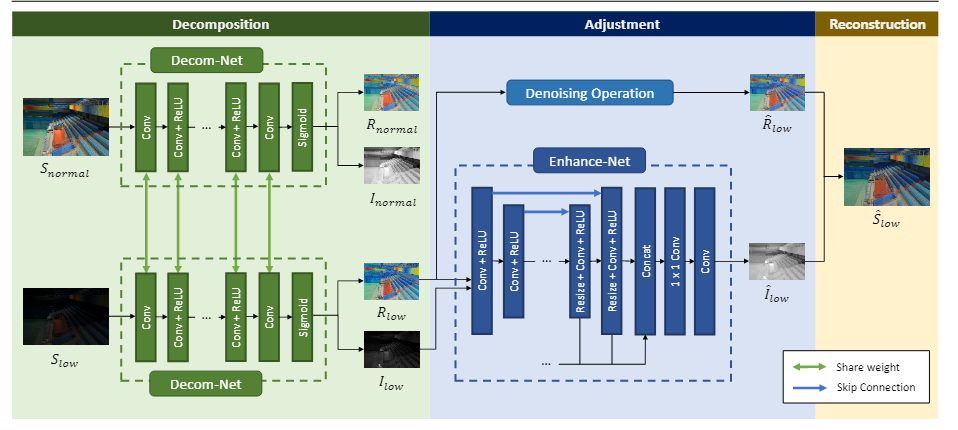 Decomposition
Adjustment
Reconstruction
Decom-Net
Conv
Conv + ReLU
...
Conv + ReLU
Conv
Sigmoid
S_normal
R_normal
I_normal
Denoising Operation
R̂_low
Enhance-Net
Conv + ReLU
Conv + ReLU
...
Resize + Conv + ReLU
Resize + Conv + ReLU
Concat
1 x 1 Conv
Conv
...
Ŝ_low
Î_low
Conv
Conv + ReLU
...
Conv + ReLU
Conv
Sigmoid
S_low
R_low
I_low
Decom-Net
Share weight
Skip Connection